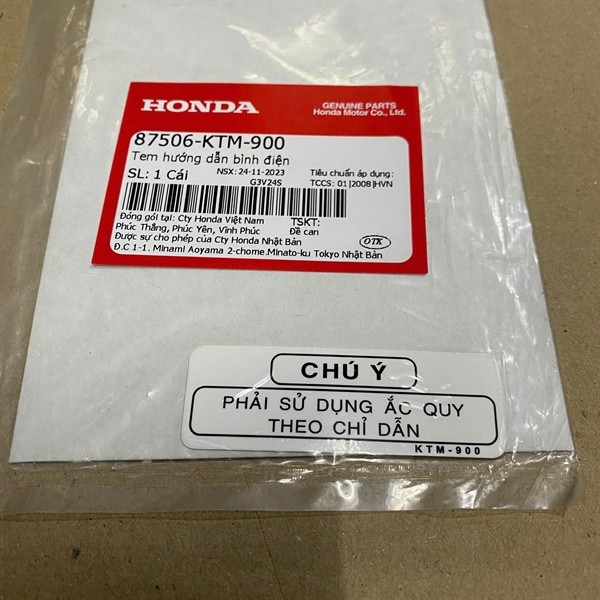 HONDA
GENUINE PARTS
Honda Motor Co., Ltd.
87506-KTM-900
Tem hướng dẫn bình điện
SL: 1 Cái
NSX: 24-11-2023
G3V24S
Tiêu chuẩn áp dụng :
TCCS: 01|2008|HVN
Đóng gói tại: Cty Honda Việt Nam
Phúc Thắng, Phúc Yên, Vĩnh Phúc
TSKT:
Đề can
Được sự cho phép của Cty Honda Nhật Bản
Đ.C 1-1. Minami Aoyama 2-chome.Minato-ku Tokyo Nhật Bản
OTK
CHÚ Ý
PHẢI SỬ DỤNG ẮC QUY
THEO CHỈ DẪN
KTM-900